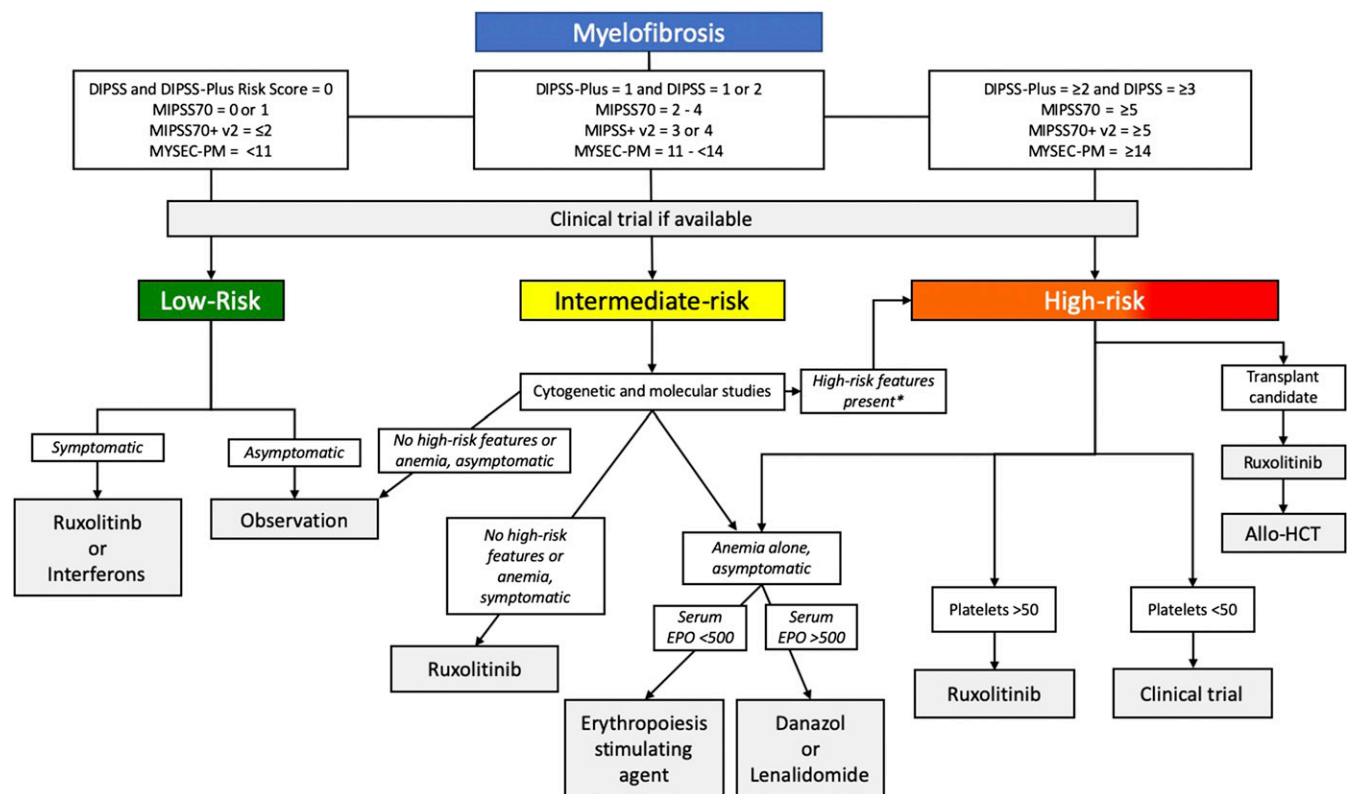 Myelofibrosis
DIPSS and DIPSS-Plus Risk Score = 0
MIPSS70 = 0 or 1
MIPSS70+ v2 = ≤2
MYSEC-PM = <11
DIPSS-Plus = 1 and DIPSS = 1 or 2
MIPSS70 = 2 - 4
MIPSS+ v2 = 3 or 4
MYSEC-PM = 11 - <14
DIPSS-Plus = ≥2 and DIPSS = ≥3
MIPSS70 = ≥5
MIPSS70+ v2 = ≥5
MYSEC-PM = ≥14
Clinical trial if available
Low-Risk
Intermediate-risk
High-risk
Cytogenetic and molecular studies
High-risk features
present*
Transplant
candidate
Symptomatic
Asymptomatic
No high-risk features or
anemia, asymptomatic
Ruxolitinib
Ruxolitinb
or
Interferons
Observation
No high-risk
features or
anemia,
symptomatic
Anemia alone,
asymptomatic
Allo-HCT
Serum
EPO <500
Serum
EPO >500
Platelets >50
Platelets <50
Ruxolitinib
Erythropoiesis
stimulating
agent
Danazol
or
Lenalidomide
Ruxolitinib
Clinical trial